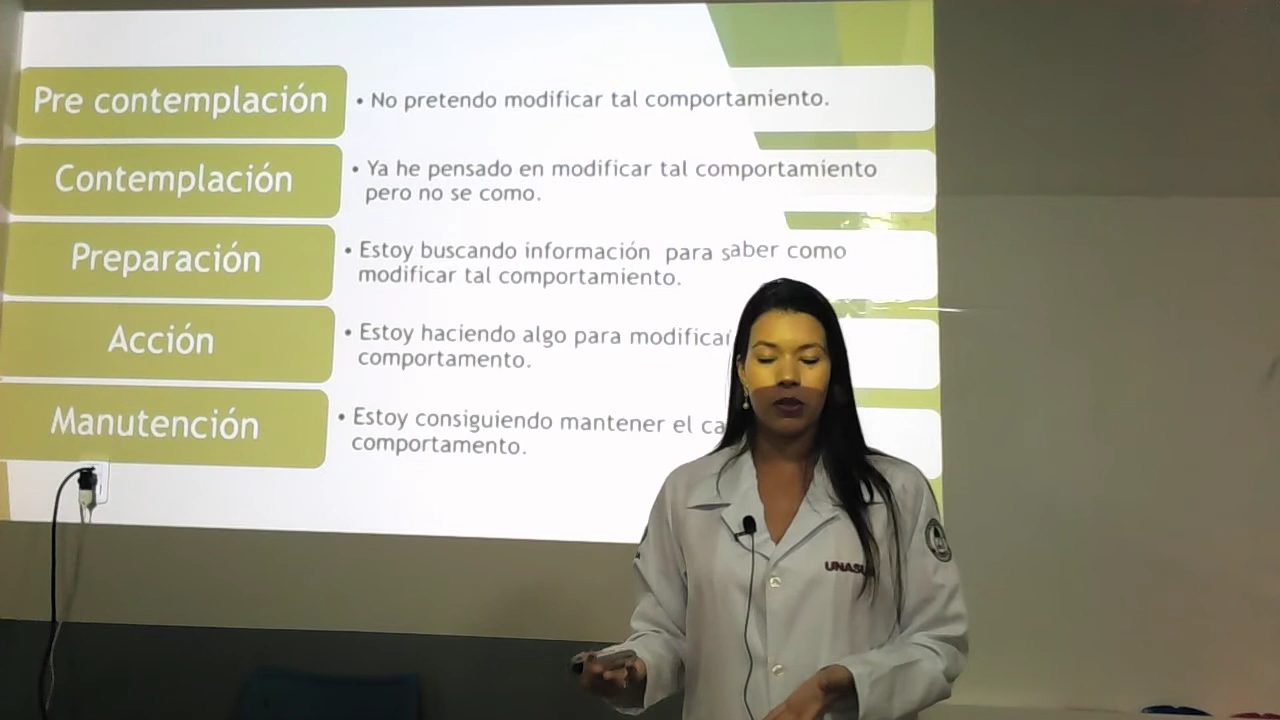 Pre contemplación
• No pretendo modificar tal comportamiento.
Contemplación
• Ya he pensado en modificar tal comportamiento
pero no se como.
Preparación
• Estoy buscando información para saber como
modificar tal comportamiento.
Acción
• Estoy haciendo algo para modificar
comportamento.
Manutención
• Estoy consiguiendo mantener el
comportamento.